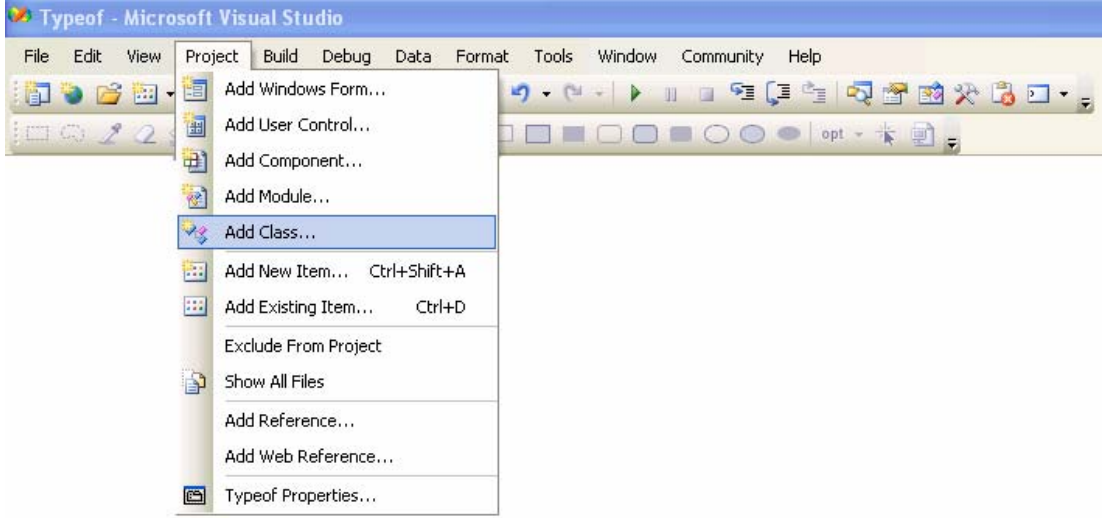 Typeof - Microsoft Visual Studio
File Edit View Project Build Debug Data Format Tools Window Community Help
Add Windows Form...
Add User Control...
opt
Add Component...
Add Module...
Add Class...
Add New Item... Ctrl+Shift+A
Add Existing Item... Ctrl+D
Exclude From Project
Show All Files
Add Reference...
Add Web Reference...
Typeof Properties...